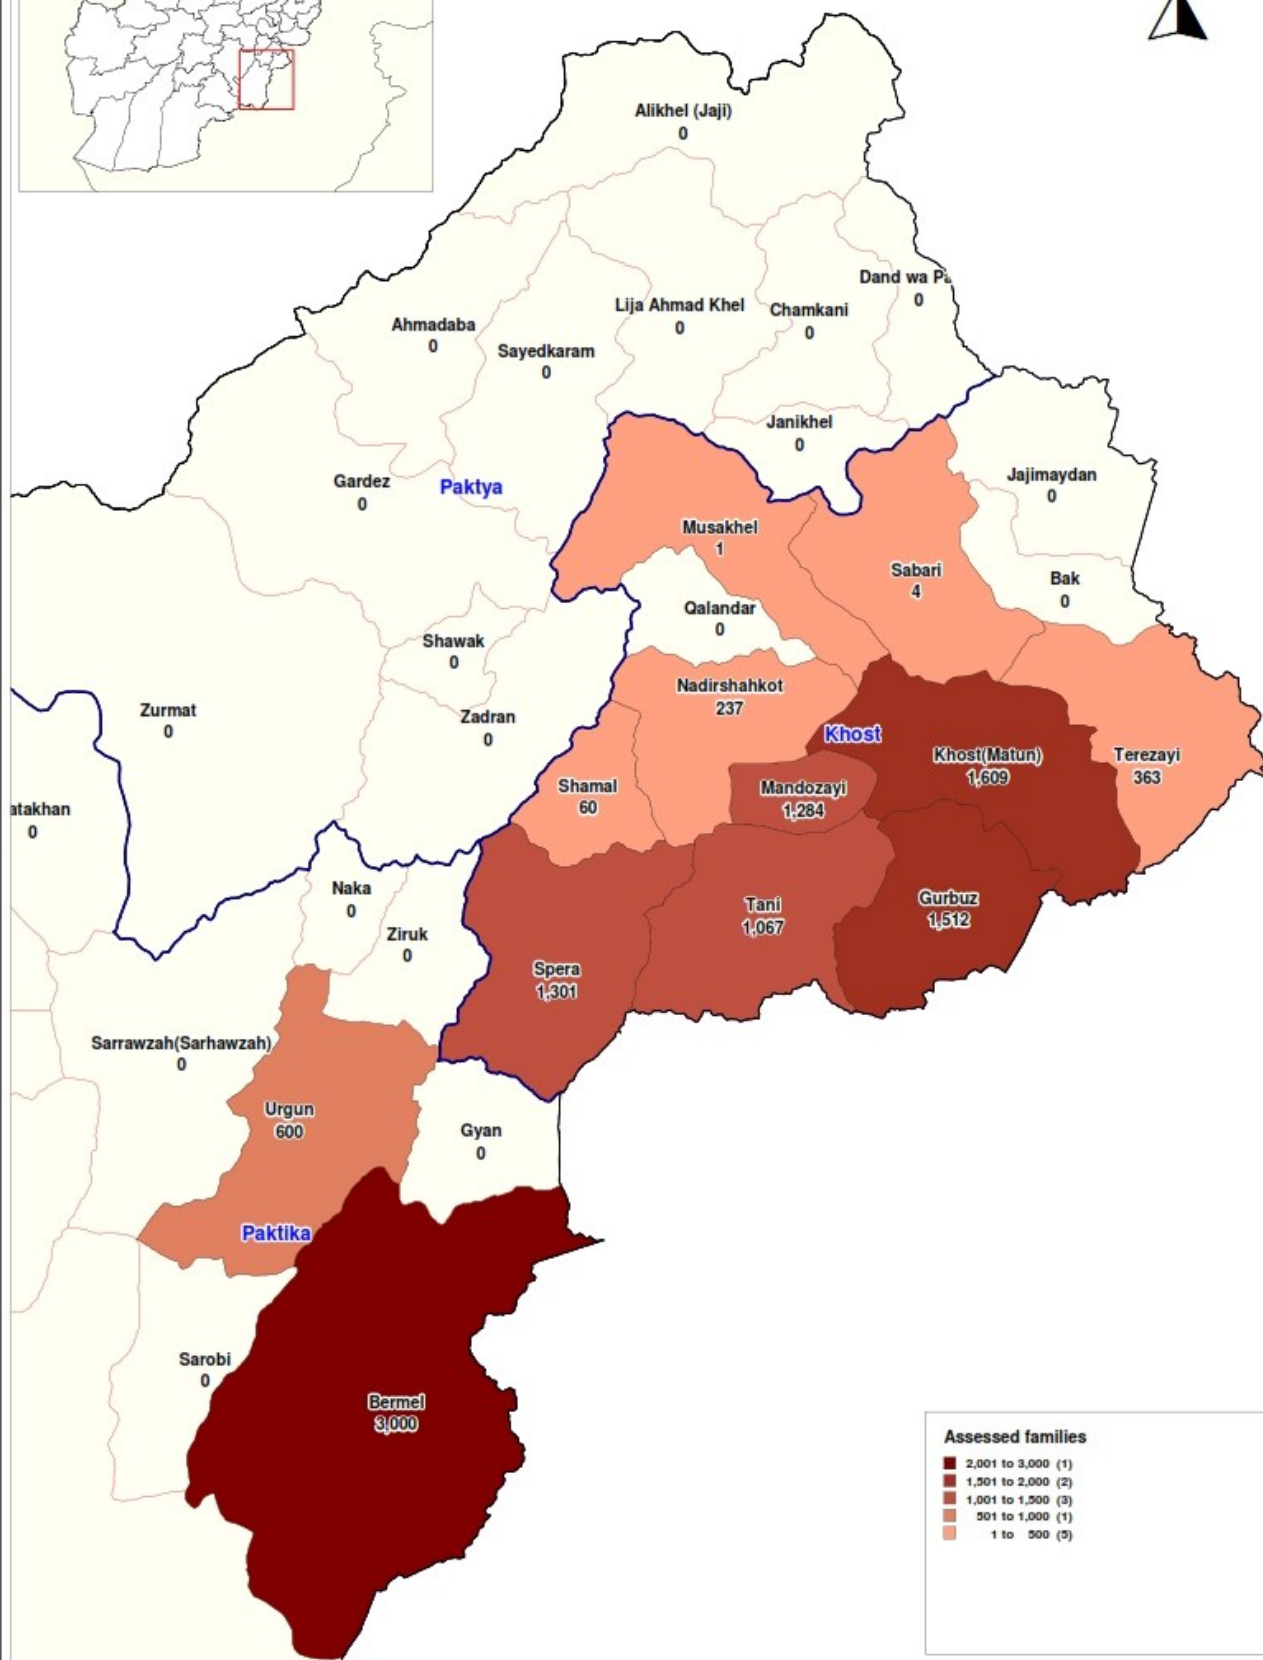 Alikhel (Jaji)
0
Dand wa Pa
0
Lija Ahmad Khel
0
Chamkani
0
Ahmadaba
0
Sayedkaram
0
Janikhel
0
Jajimaydan
0
Gardez
0
Paktya
Musakhel
1
Sabari
4
Bak
0
Qalandar
0
Shawak
0
Nadirshahkot
237
Zurmat
0
Zadran
0
Khost
Khost(Matun)
1,609
Terezayi
363
Shamal
60
Mandozayi
1,284
atakhan
0
Naka
0
Ziruk
0
Tani
1,067
Gurbuz
1,512
Spera
1,301
Sarrawzah(Sarhawzah)
0
Urgun
600
Gyan
0
Paktika
Sarobi
0
Bermel
3,000
Assessed families
2,001 to 3,000 (1)
1,501 to 2,000 (2)
1,001 to 1,500 (3)
501 to 1,000 (1)
1 to 500 (5)